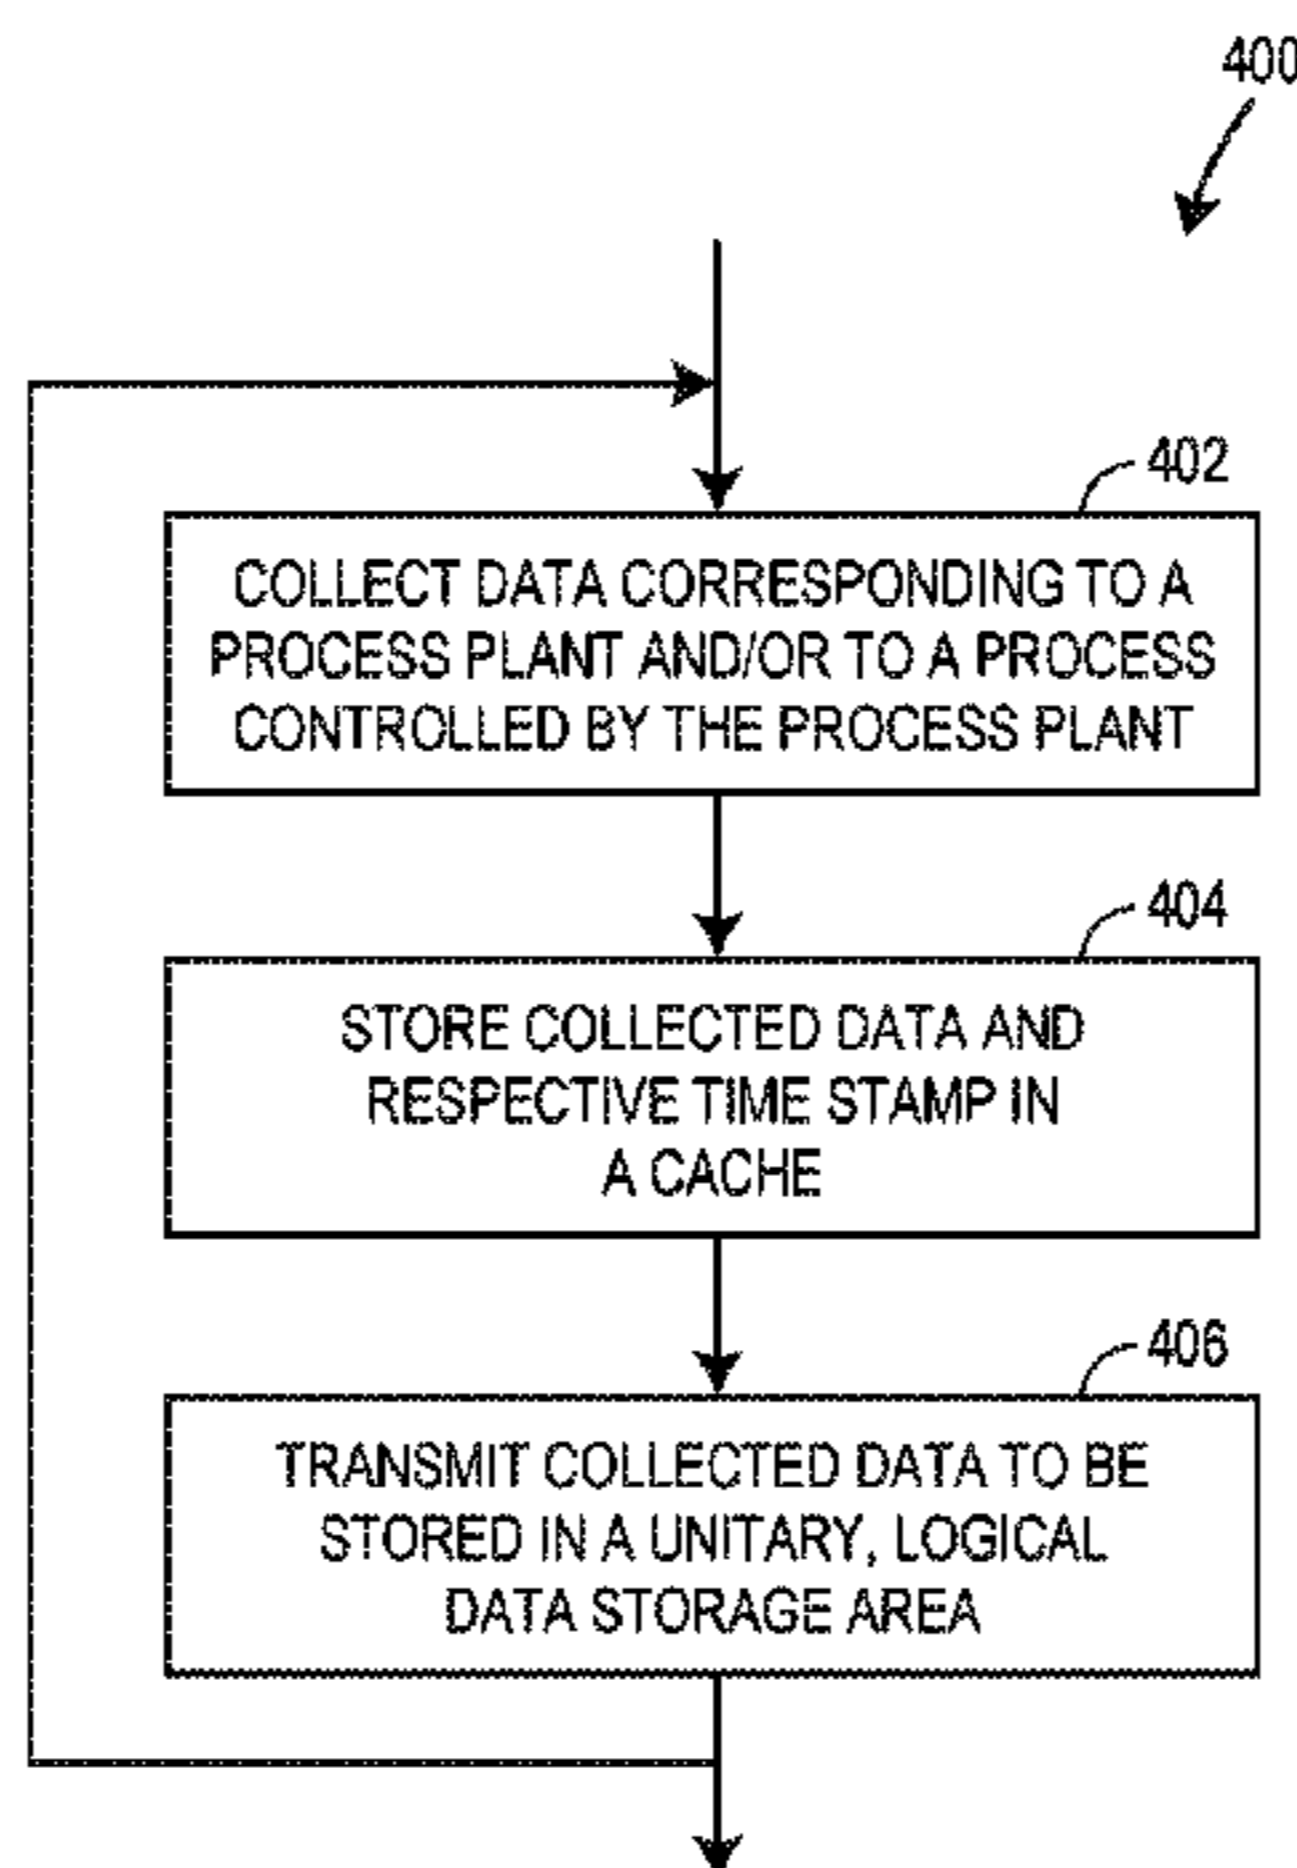 400
402
COLLECT DATA CORRESPONDING TO A
PROCESS PLANT AND/OR TO A PROCESS
CONTROLLED BY THE PROCESS PLANT
404
STORE COLLECTED DATA AND
RESPECTIVE TIME STAMP IN
A CACHE
406
TRANSMIT COLLECTED DATA TO BE
STORED IN A UNITARY, LOGICAL
DATA STORAGE AREA